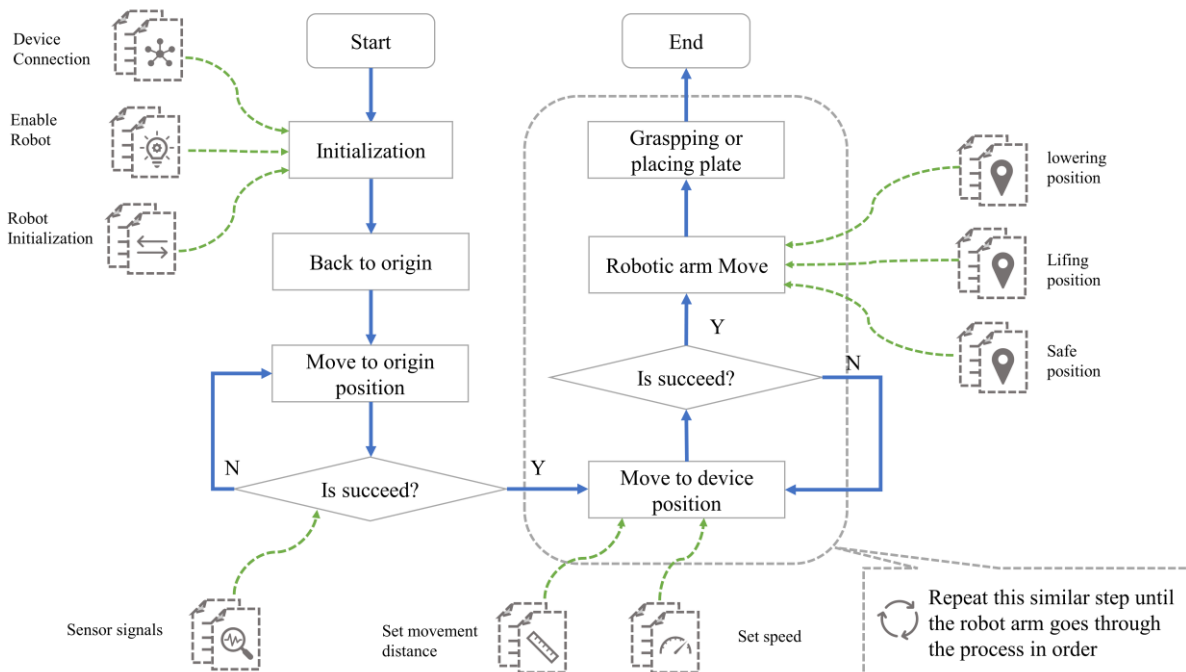 Device
Connection
Start
End
Enable
Robot
Initialization
Graspping or
placing plate
lowering
position
Robot
Initialization
Back to origin
Robotic arm Move
Lifing
position
Y
Move to origin
position
Is succeed?
N
Safe
position
N
Is succeed?
Y
Move to device
position
Sensor signals
Set movement
distance
Set speed
Repeat this similar step until
the robot arm goes through
the process in order